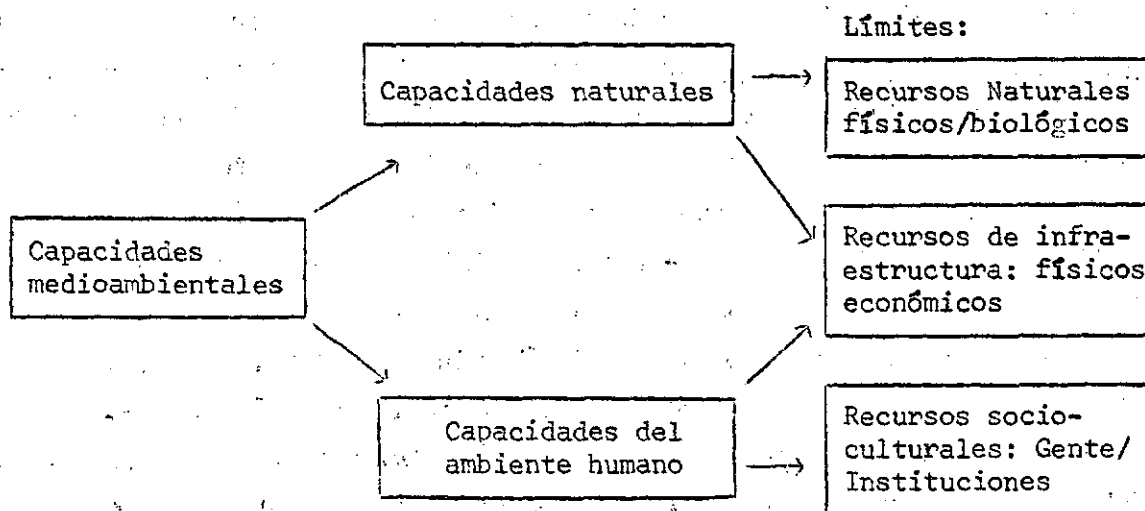 Límites:
Capacidades naturales
Recursos Naturales
físicos/biológicos
Capacidades
medioambientales
Recursos de infra-
estructura: físicos
económicos
Capacidades del
ambiente humano
Recursos socio-
culturales: Gente/
Instituciones